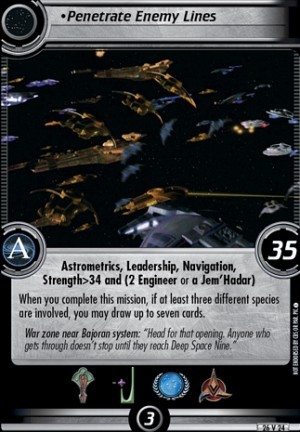 •Penetrate Enemy Lines
A
35
Astrometrics, Leadership, Navigation,
Strength>34 and (2 Engineer or a Jem'Hadar)
When you complete this mission, if at least three different species
are involved, you may draw up to seven cards.
War zone near Bajoran system: "Head for that opening. Anyone who
gets through doesn't stop until they reach Deep Space Nine."
3
26 V 24